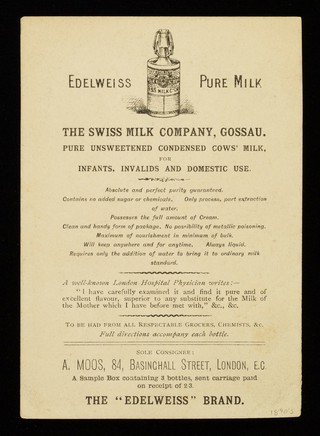 EDELWEISS PURE MILK
THE SWISS MILK COMPANY, GOSSAU.
PURE UNSWEETENED CONDENSED COWS' MILK,
FOR
INFANTS, INVALIDS AND DOMESTIC USE.
Absolute and perfect purity guaranteed.
Contains no added sugar or chemicals. Only process, part extraction
of water.
Possesses the full amount of Cream.
Clean and handy form of package. No possibility of metallic poisoning.
Maximum of nourishment in minimum of bulk.
Will keep anywhere and for anytime. Always liquid.
Requires only the addition of water to bring it to ordinary milk
standard.
A well-known London Hospital Physician writes:—
"I have carefully examined it and find it pure and of
excellent flavour, superior to any substitute for the Milk of
the Mother which I have before met with," &c., &c.
TO BE HAD FROM ALL RESPECTABLE GROCERS, CHEMISTS, &c.
Full directions accompany each bottle.
SOLE CONSIGNEE:
A. MOOS, 84, BASINGHALL STREET, LONDON, E.C.
A Sample Box containing 3 bottles, sent carriage paid
on receipt of 2/3.
THE "EDELWEISS" BRAND.